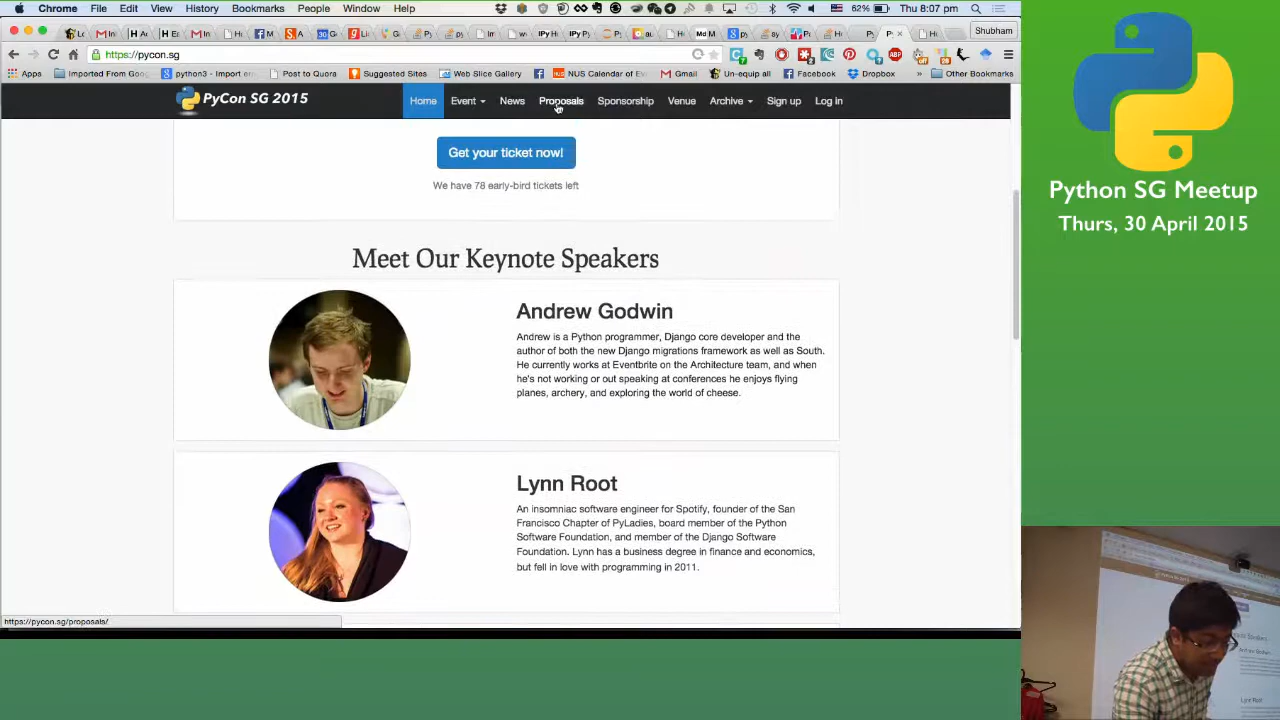 Chrome File Edit View History Bookmarks People Window Help 62% Thu 8:07 pm
Shubham
https://pycon.sg
Apps Imported From Goog python3 - Import erro Post to Quora Suggested Sites Web Slice Gallery NUS Calendar of Ev Gmail Un-equip all Facebook Dropbox » Other Bookmarks
PyCon SG 2015 Home Event News Proposals Sponsorship Venue Archive Sign up Log in
Get your ticket now!
We have 78 early-bird tickets left
Meet Our Keynote Speakers
Andrew Godwin
Andrew is a Python programmer, Django core developer and the
author of both the new Django migrations framework as well as South.
He currently works at Eventbrite on the Architecture team, and when
he's not working or out speaking at conferences he enjoys flying
planes, archery, and exploring the world of cheese.
Lynn Root
An insomniac software engineer for Spotify, founder of the San
Francisco Chapter of PyLadies, board member of the Python
Software Foundation, and member of the Django Software
Foundation. Lynn has a business degree in finance and economics,
but fell in love with programming in 2011.
https://pycon.sg/proposals/
Python SG Meetup
Thurs, 30 April 2015